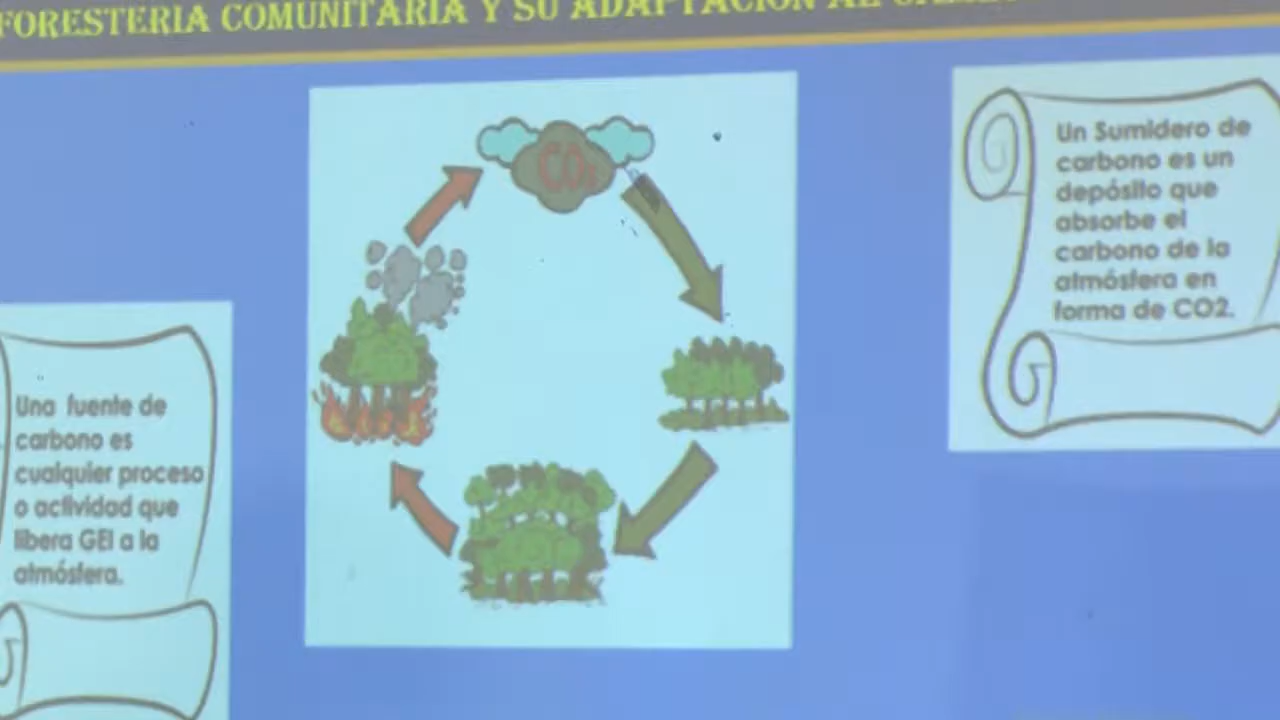 FORESTERIA COMUNITARIA Y SU ADAPTACION AL
CO₂
Un Sumidero de
carbono es un
depósito que
absorbe el
carbono de la
atmósfera en
forma de CO2.
Una fuente de
carbono es
cualquier proceso
o actividad que
libera GEI a la
atmósfera.